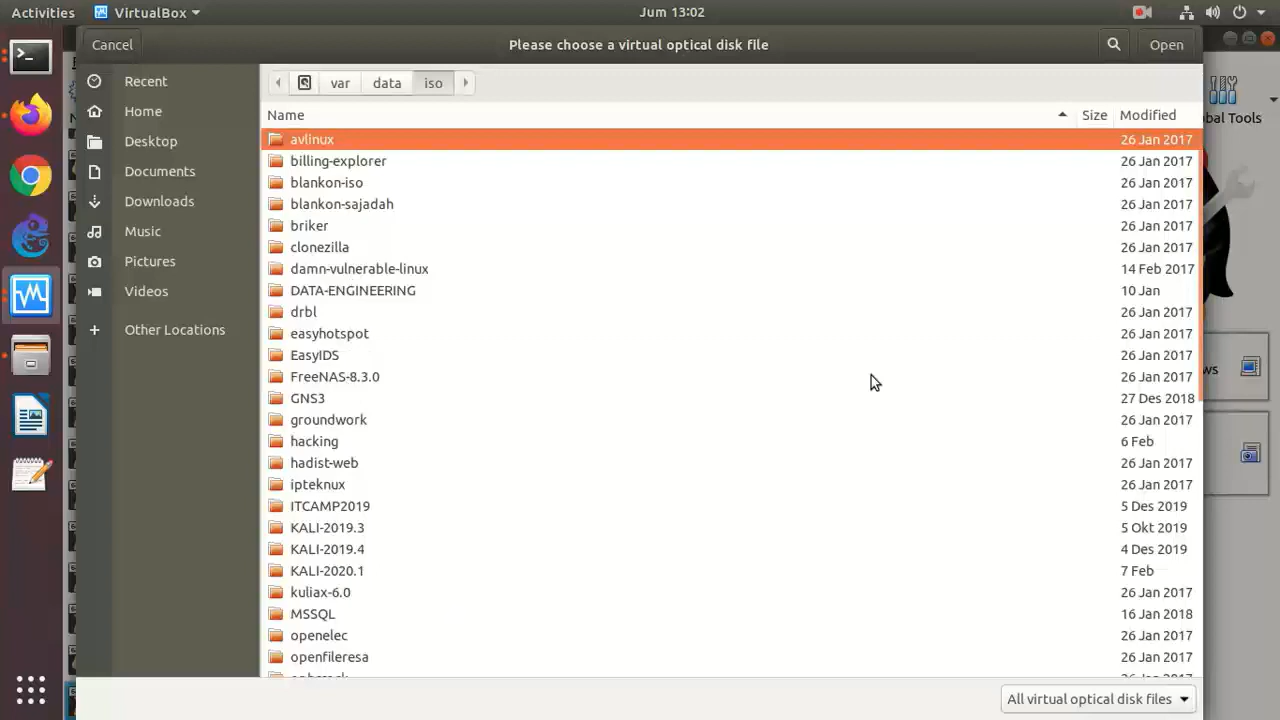 Activities VirtualBox Jum 13:02
Cancel Please choose a virtual optical disk file Open
Recent
Home
Desktop
Documents
Downloads
Music
Pictures
Videos
Other Locations
var data iso
Name Size Modified
avlinux 26 Jan 2017
billing-explorer 26 Jan 2017
blankon-iso 26 Jan 2017
blankon-sajadah 26 Jan 2017
briker 26 Jan 2017
clonezilla 26 Jan 2017
damn-vulnerable-linux 14 Feb 2017
DATA-ENGINEERING 10 Jan
drbl 26 Jan 2017
easyhotspot 26 Jan 2017
EasyIDS 26 Jan 2017
FreeNAS-8.3.0 26 Jan 2017
GNS3 27 Des 2018
groundwork 26 Jan 2017
hacking 6 Feb
hadist-web 26 Jan 2017
ipteknux 26 Jan 2017
ITCAMP2019 5 Des 2019
KALI-2019.3 5 Okt 2019
KALI-2019.4 4 Des 2019
KALI-2020.1 7 Feb
kuliax-6.0 26 Jan 2017
MSSQL 16 Jan 2018
openelec 26 Jan 2017
openfileresa 26 Jan 2017
All virtual optical disk files
bal Tools
ws